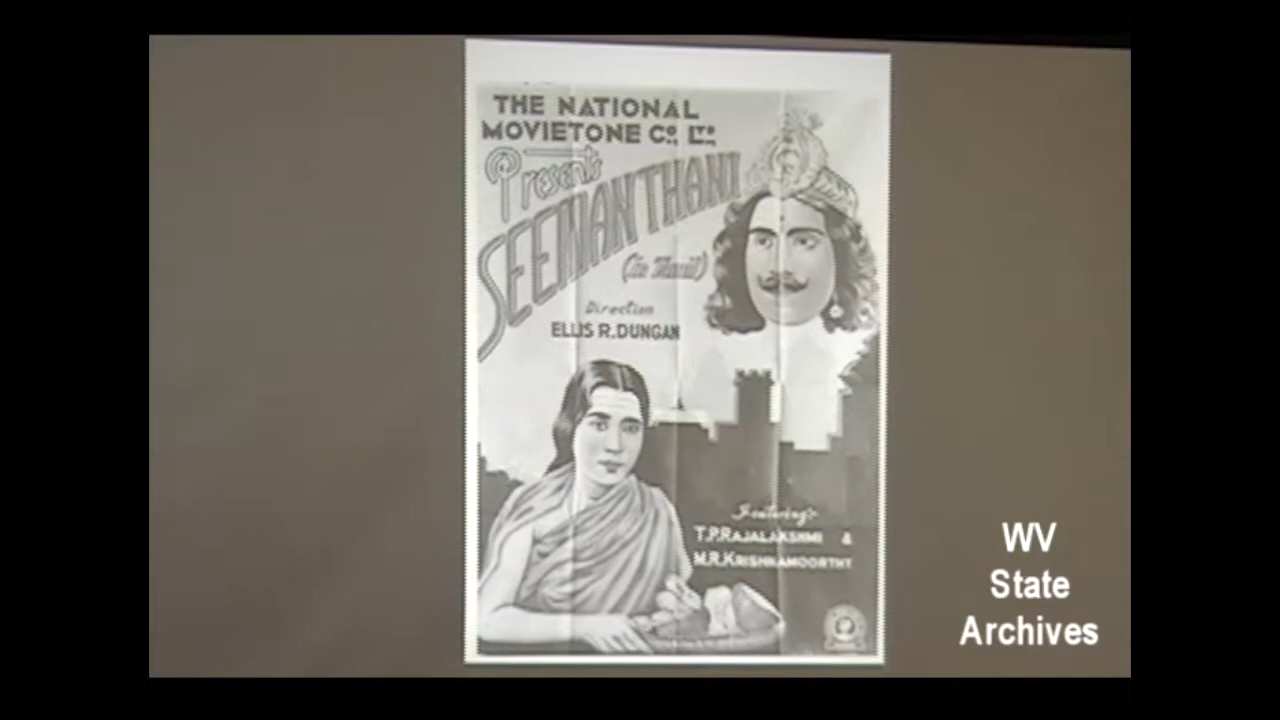 THE NATIONAL
MOVIETONE Co. LTD.
Presents
SEEMANTHANI
(in Tamil)
Direction
ELLIS R. DUNGAN
Featuring:-
T.P. RAJALAKSHMI &
M.R. KRISHNAMOORTHY
WV
State
Archives